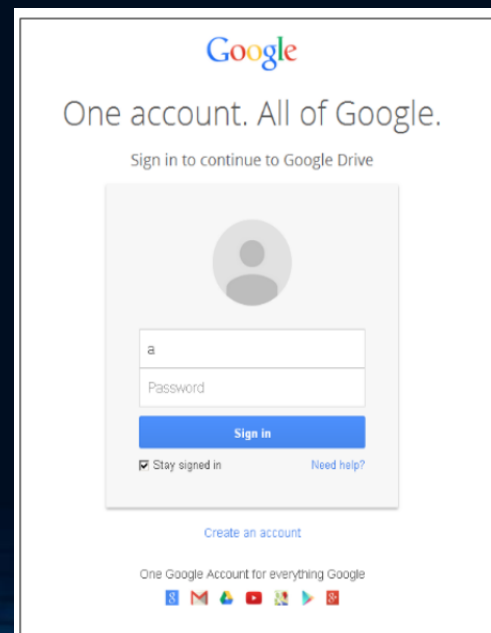 Google
One account. All of Google.
Sign in to continue to Google Drive
a
Password
Sign in
Stay signed in
Need help?
Create an account
One Google Account for everything Google